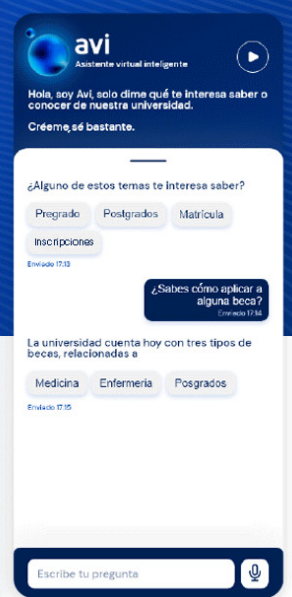 avi
Asistente virtual inteligente
Hola, soy Avi, solo dime qué te interesa saber o
conocer de nuestra universidad.
Créeme,sé bastante.
¿Alguno de estos temas te interesa saber?
Pregrado
Postgrados
Matrícula
Inscripciones
Enviado 17:13
¿Sabes cómo aplicar a
alguna beca?
Enviado 17:14
La universidad cuenta hoy con tres tipos de
becas, relacionadas a
Medicina
Enfermeria
Posgrados
Enviado 17:15
Escribe tu pregunta